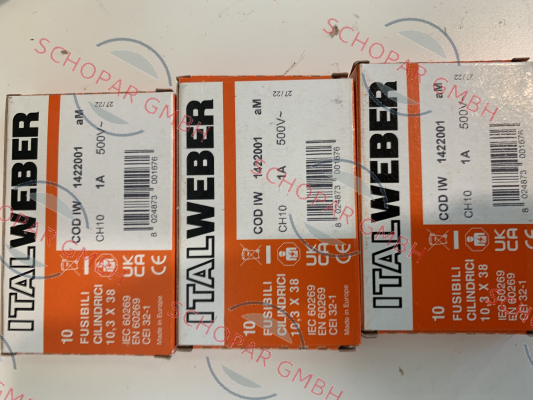 ITALWEBER
COD IW 1422001 aM
CH10 1A 500V~
27/22
8 024873 001676
10
FUSIBILI
CILINDRICI
10,3 X 38
IEC 60269
EN 60269
CEI 32-1
UK
CA
CE
ITALWEBER
COD IW 1422001 aM
CH10 1A 500V~
27/22
8 024873 001676
10
FUSIBILI
CILINDRICI
10,3 X 38
IEC 60269
EN 60269
CEI 32-1
Made in Europe
UK
CA
CE
ITALWEBER
COD IW 1422001 aM
CH10 1A 500V~
27/22
8 024873 001676
10
FUSIBILI
CILINDRICI
10,3 X 38
IEC 60269
EN 60269
CEI 32-1
UK
CA
CE
SCHOPAR GMBH
SCHOPAR GMBH
SCHOPAR GMBH
SCHOPAR GMBH